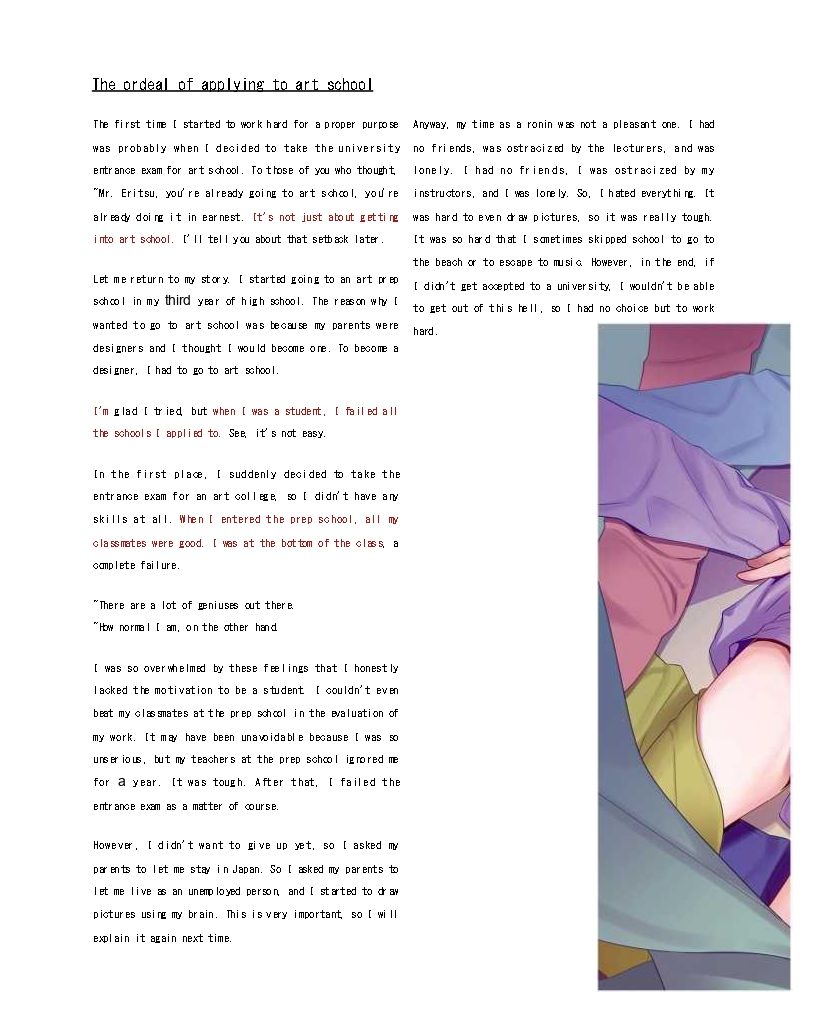 The ordeal of applying to art school
The first time I started to work hard for a proper purpose
was probably when I decided to take the university
entrance exam for art school. To those of you who thought,
"Mr. Eritsu, you're already going to art school, you're
already doing it in earnest. It's not just about getting
into art school. I'll tell you about that setback later.
Let me return to my story. I started going to an art prep
school in my third year of high school. The reason why I
wanted to go to art school was because my parents were
designers and I thought I would become one. To become a
designer, I had to go to art school.
I'm glad I tried, but when I was a student, I failed all
the schools I applied to. See, it's not easy.
In the first place, I suddenly decided to take the
entrance exam for an art college, so I didn't have any
skills at all. When I entered the prep school, all my
classmates were good. I was at the bottom of the class, a
complete failure.
"There are a lot of geniuses out there.
"How normal I am, on the other hand.
I was so overwhelmed by these feelings that I honestly
lacked the motivation to be a student. I couldn't even
beat my classmates at the prep school in the evaluation of
my work. It may have been unavoidable because I was so
unserious, but my teachers at the prep school ignored me
for a year. It was tough. After that, I failed the
entrance exam as a matter of course.
However, I didn't want to give up yet, so I asked my
parents to let me stay in Japan. So I asked my parents to
let me live as an unemployed person, and I started to draw
pictures using my brain. This is very important, so I will
explain it again next time.
Anyway, my time as a ronin was not a pleasant one. I had
no friends, was ostracized by the lecturers, and was
lonely. I had no friends, I was ostracized by my
instructors, and I was lonely. So, I hated everything. It
was hard to even draw pictures, so it was really tough.
It was so hard that I sometimes skipped school to go to
the beach or to escape to music. However, in the end, if
I didn't get accepted to a university, I wouldn't be able
to get out of this hell, so I had no choice but to work
hard.